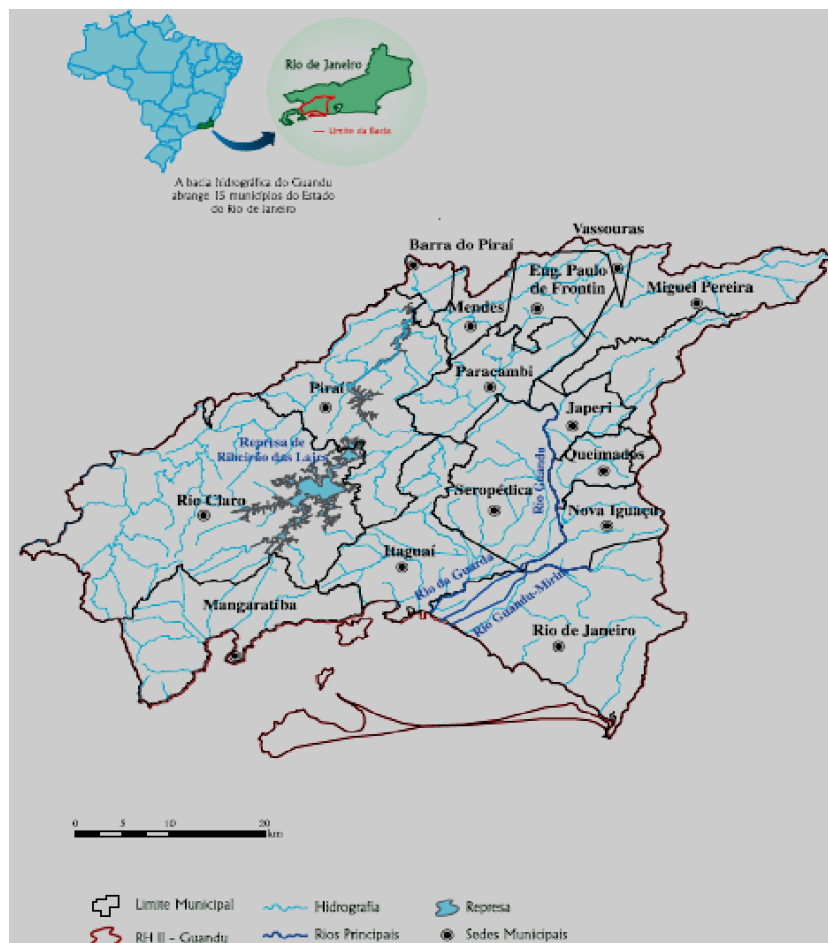 Rio de Janeiro
Limite da Bacia
A bacia hidrográfica do Guandu
abrange 15 municípios do Estado
do Rio de Janeiro
Vassouras
Barra do Piraí
Eng. Paulo
de Frontin
Miguel Pereira
Mendes
Paracambi
Piraí
Japeri
Represa de
Ribeirão das Lajes
Queimados
Rio Guandu
Seropédica
Rio Claro
Nova Iguaçu
Itaguaí
Rio da Guarda
Rio Guandu-Mirim
Mangaratiba
Rio de Janeiro
0 5 10 20
km
Limite Municipal
Hidrografia
Represa
RH II - Guandu
Rios Principais
Sedes Municipais